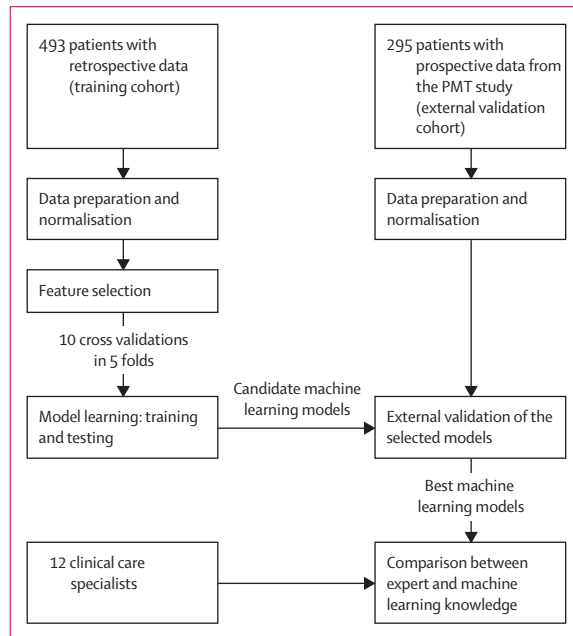 493 patients with
retrospective data
(training cohort)
295 patients with
prospective data from
the PMT study
(external validation
cohort)
Data preparation and
normalisation
Data preparation and
normalisation
Feature selection
10 cross validations
in 5 folds
Candidate machine
learning models
Model learning: training
and testing
External validation of the
selected models
Best machine
learning models
12 clinical care
specialists
Comparison between
expert and machine
learning knowledge